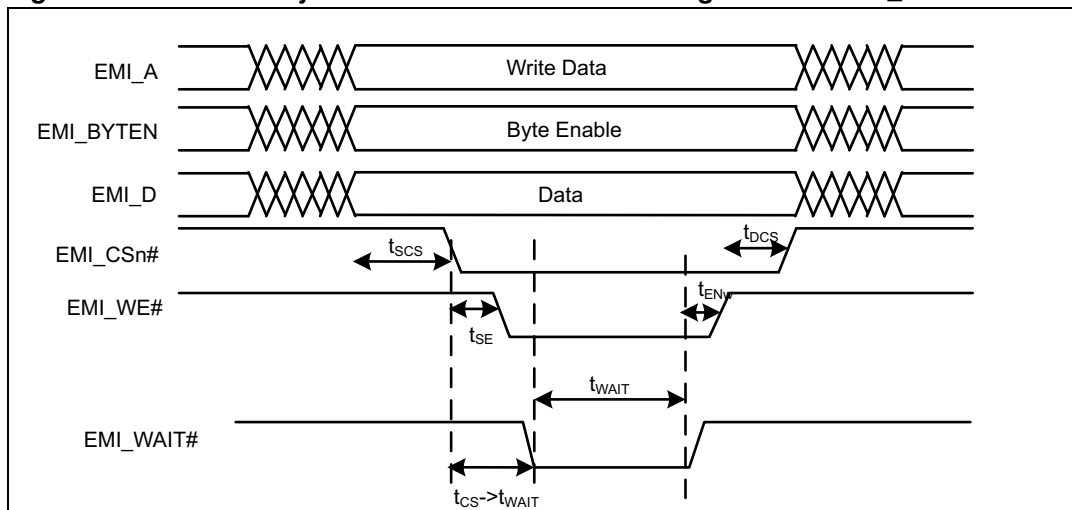 EMI_A
Write Data
EMI_BYTEN
Byte Enable
EMI_D
Data
EMI_CSn#
tSCS
tDCS
EMI_WE#
tSE
tENw
tWAIT
EMI_WAIT#
tCS->tWAIT